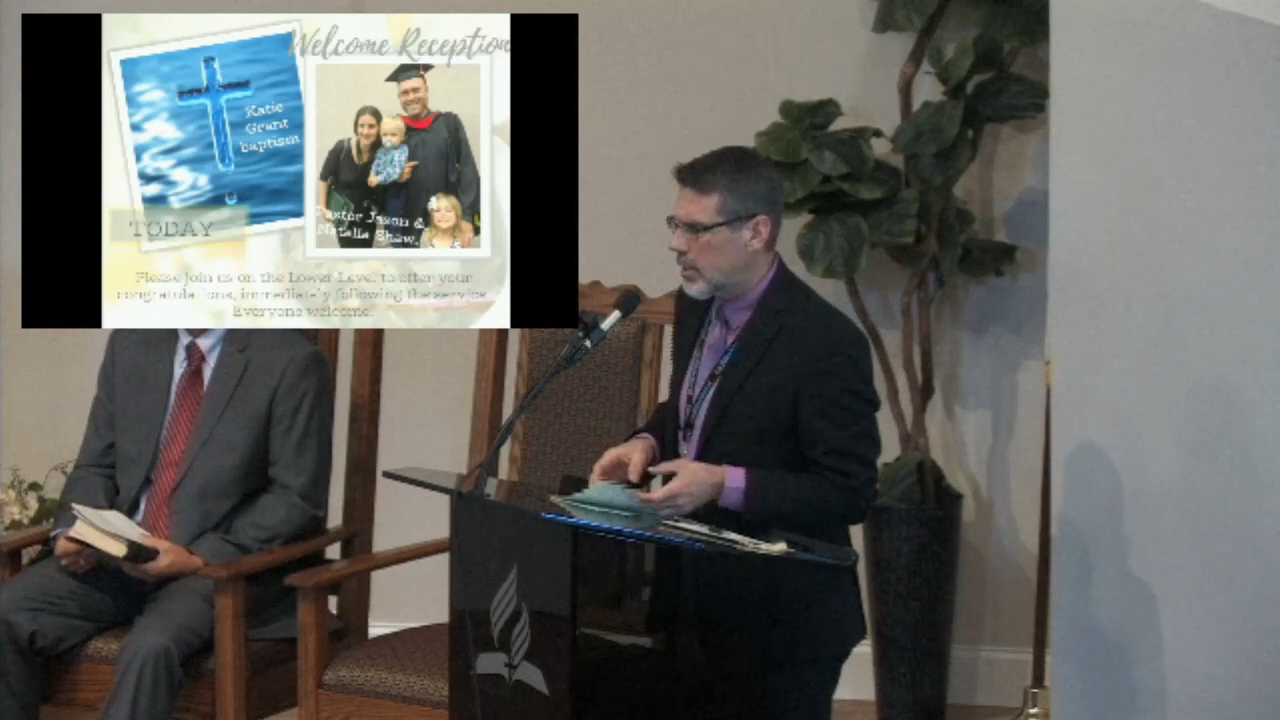 Welcome Reception
Katie
Grant
baptism
TODAY
Pastor Jason &
Natalia Shaw.
Please join us on the Lower Level to offer your
congratulations, immediately following the service.
Everyone welcome.